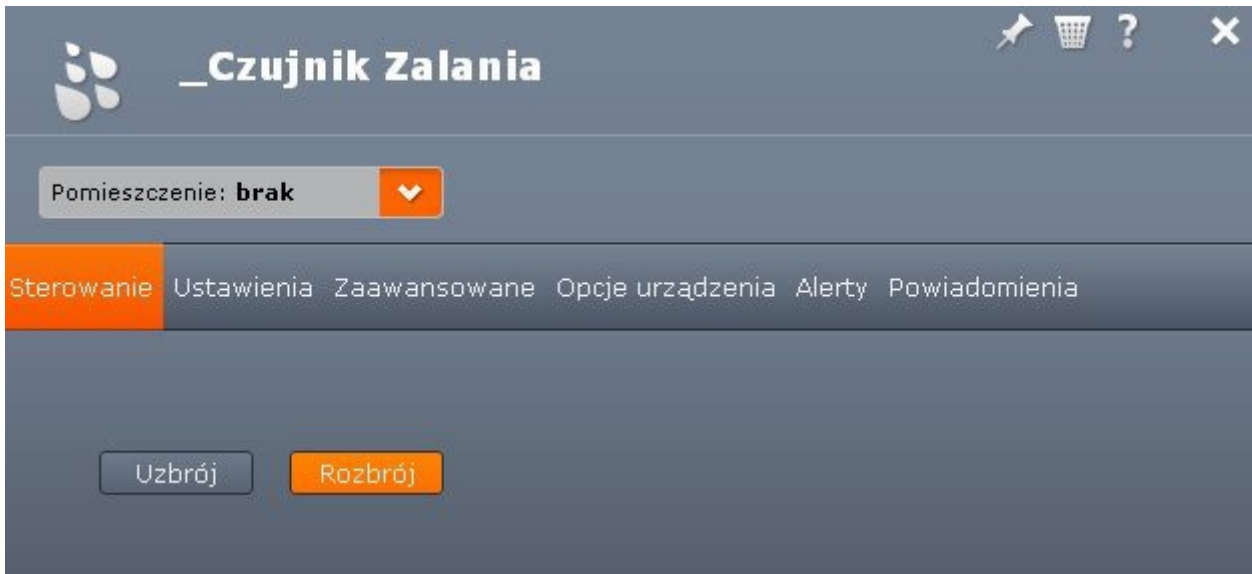 _Czujnik Zalania
?
Pomieszczenie: brak
Sterowanie Ustawienia Zaawansowane Opcje urządzenia Alerty Powiadomienia
Uzbrój Rozbrój